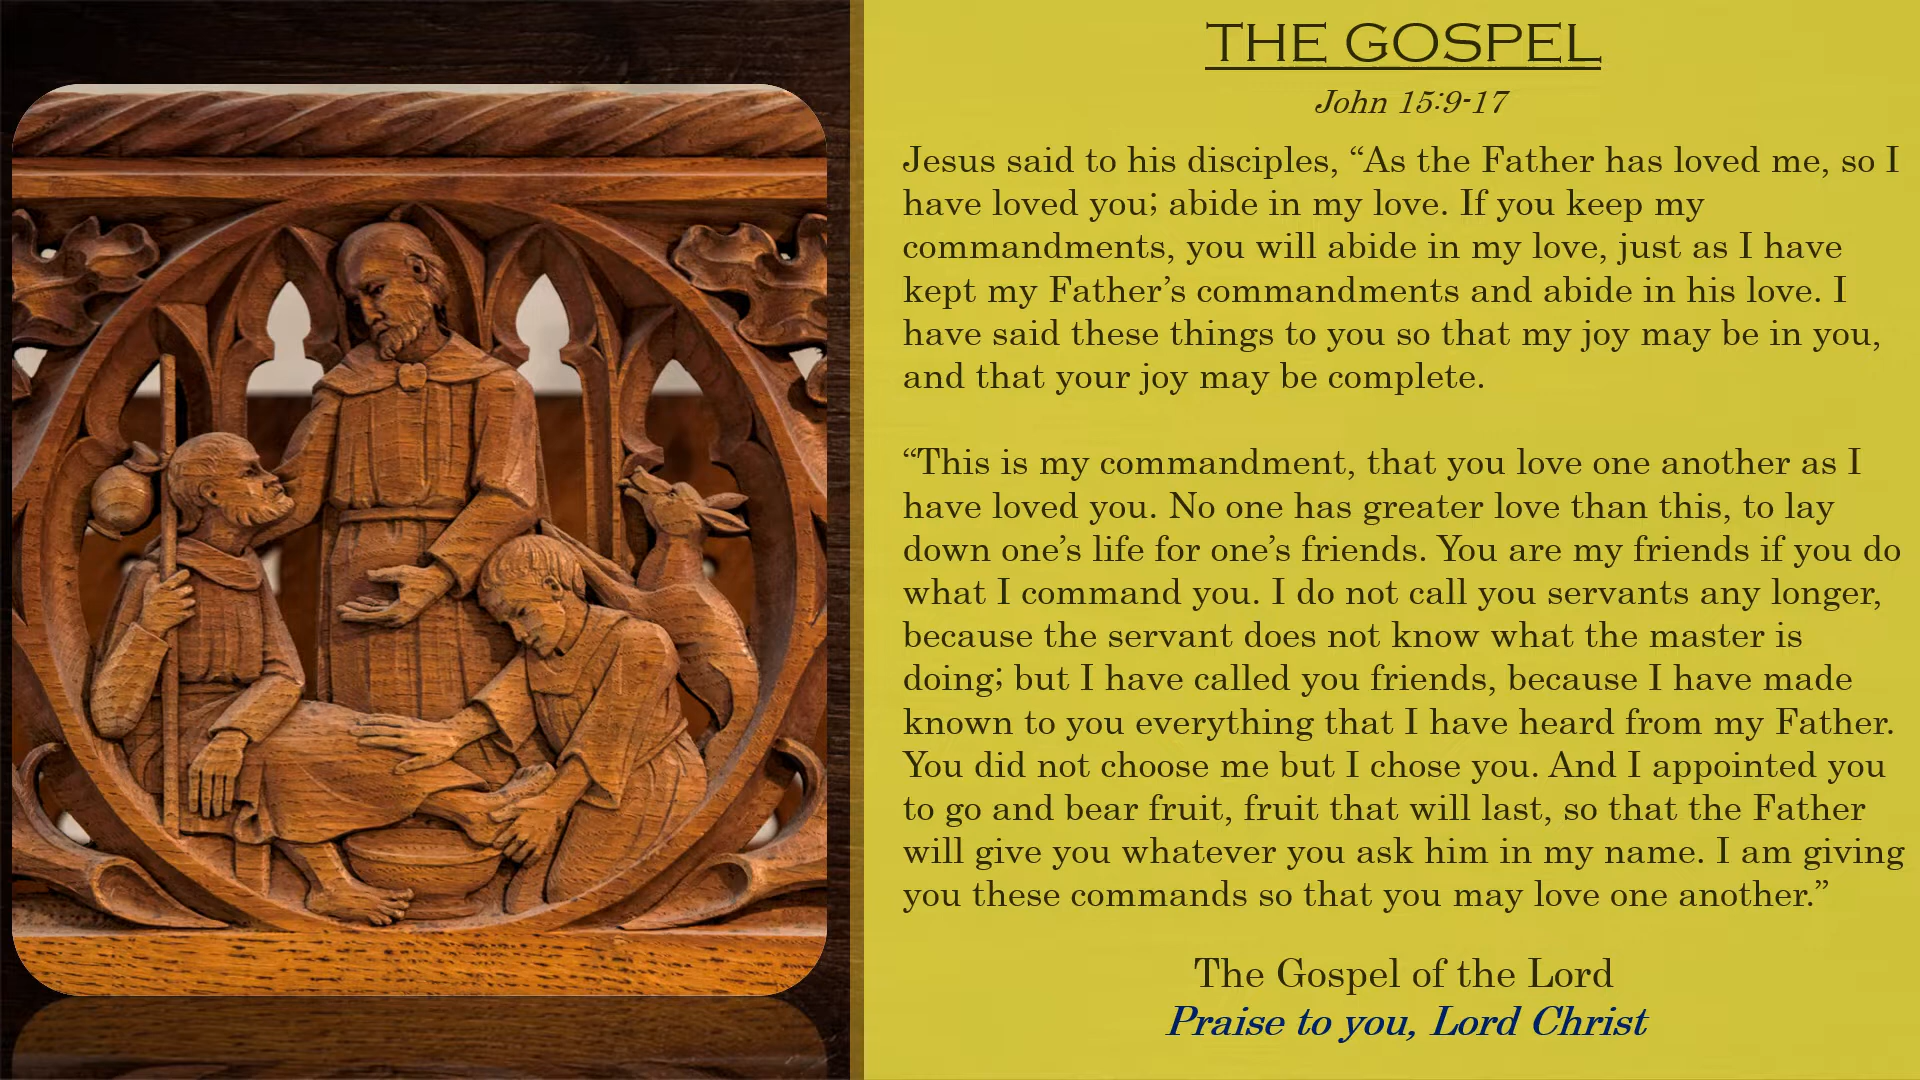 THE GOSPEL
John 15:9-17
Jesus said to his disciples, “As the Father has loved me, so I
have loved you; abide in my love. If you keep my
commandments, you will abide in my love, just as I have
kept my Father’s commandments and abide in his love. I
have said these things to you so that my joy may be in you,
and that your joy may be complete.
“This is my commandment, that you love one another as I
have loved you. No one has greater love than this, to lay
down one’s life for one’s friends. You are my friends if you do
what I command you. I do not call you servants any longer,
because the servant does not know what the master is
doing; but I have called you friends, because I have made
known to you everything that I have heard from my Father.
You did not choose me but I chose you. And I appointed you
to go and bear fruit, fruit that will last, so that the Father
will give you whatever you ask him in my name. I am giving
you these commands so that you may love one another.”
The Gospel of the Lord
Praise to you, Lord Christ